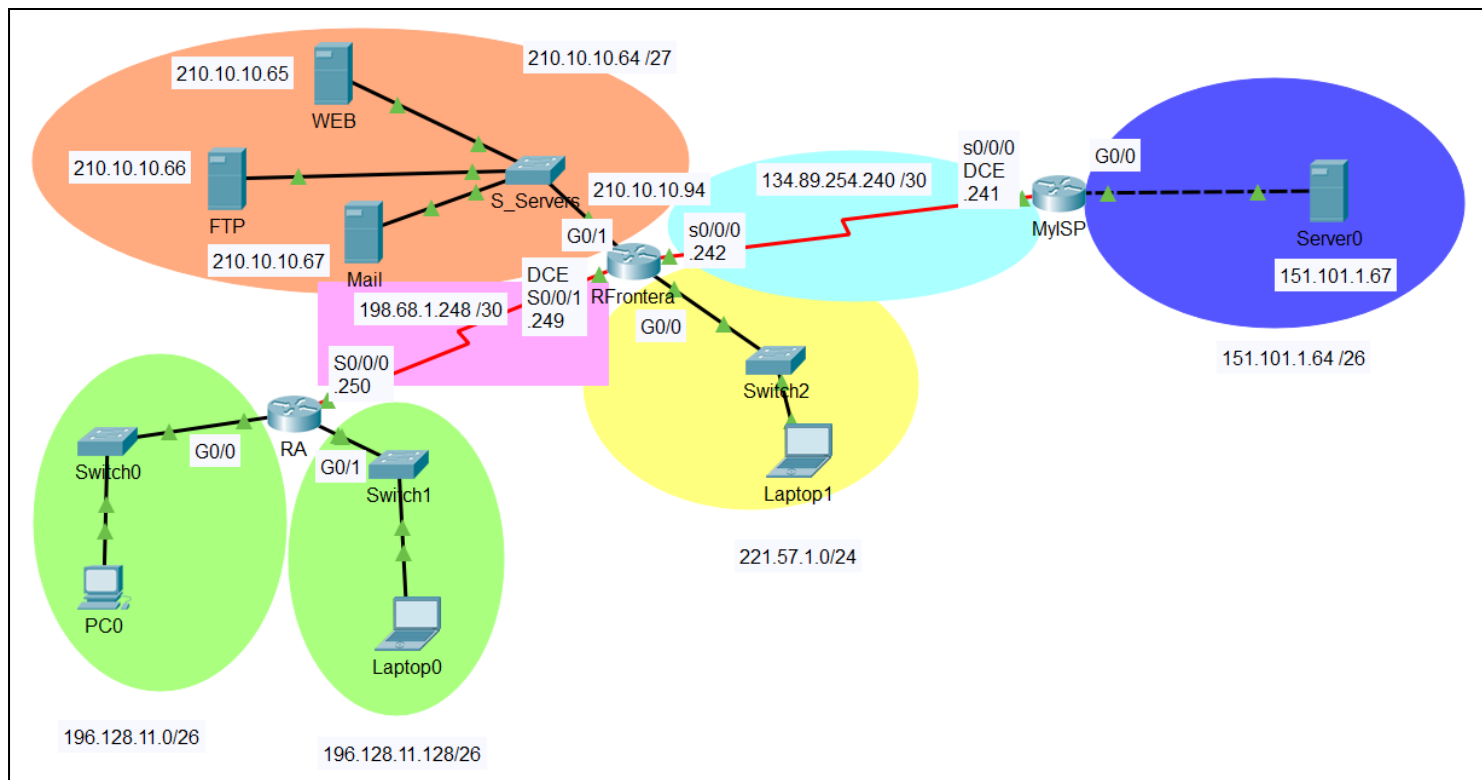 210.10.10.65
WEB
210.10.10.64 /27
210.10.10.66
FTP
S_Servers
210.10.10.94
210.10.10.67
Mail
G0/1
RFrontera
s0/0/0
.242
134.89.254.240 /30
s0/0/0
DCE
.241
MyISP
G0/0
Server0
151.101.1.67
151.101.1.64 /26
198.68.1.248 /30
DCE
S0/0/1
.249
G0/0
Switch2
Laptop1
221.57.1.0/24
S0/0/0
.250
RA
G0/0
Switch0
G0/1
Switch1
PC0
Laptop0
196.128.11.0/26
196.128.11.128/26